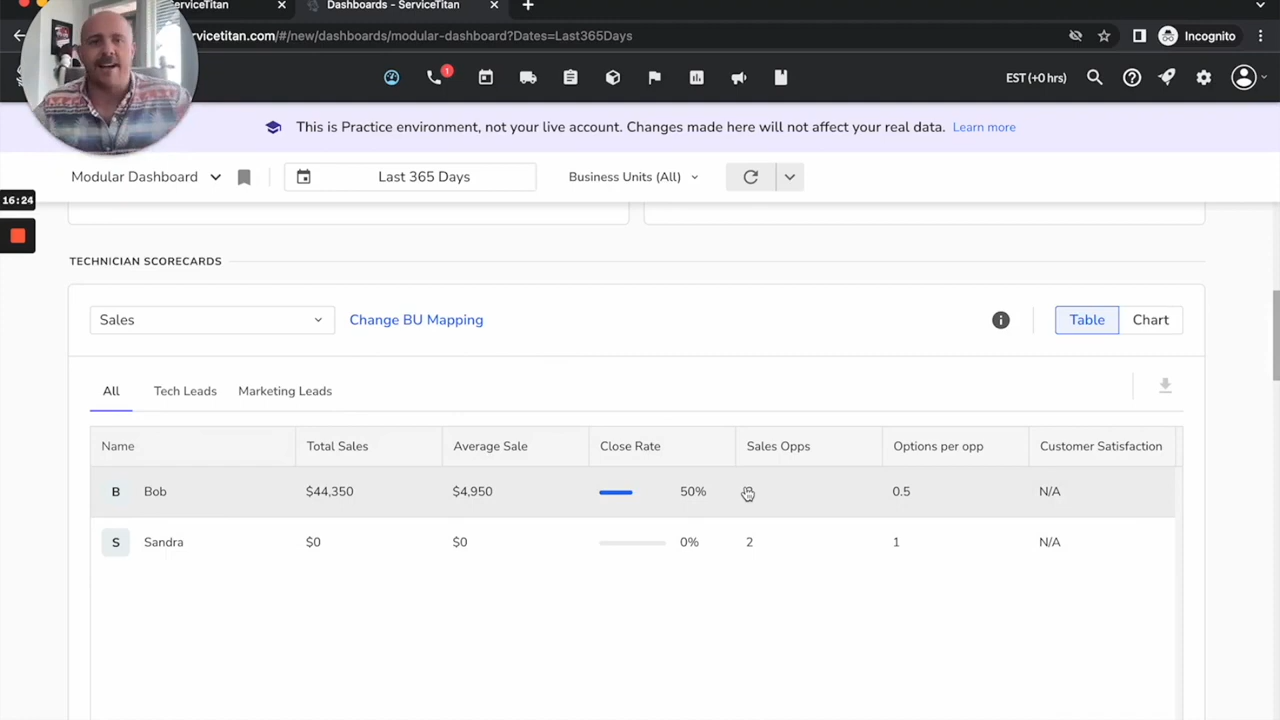 rviceTitan
Dashboards - ServiceTitan
rvicetitan.com/#/new/dashboards/modular-dashboard?Dates=Last365Days
Incognito
1
EST (+0 hrs)
This is Practice environment, not your live account. Changes made here will not affect your real data. Learn more
Modular Dashboard
Last 365 Days
Business Units (All)
16:24
TECHNICIAN SCORECARDS
Sales
Change BU Mapping
Table
Chart
All
Tech Leads
Marketing Leads
Name Total Sales Average Sale Close Rate Sales Opps Options per opp Customer Satisfaction
B Bob $44,350 $4,950 50% 0.5 N/A
S Sandra $0 $0 0% 2 1 N/A